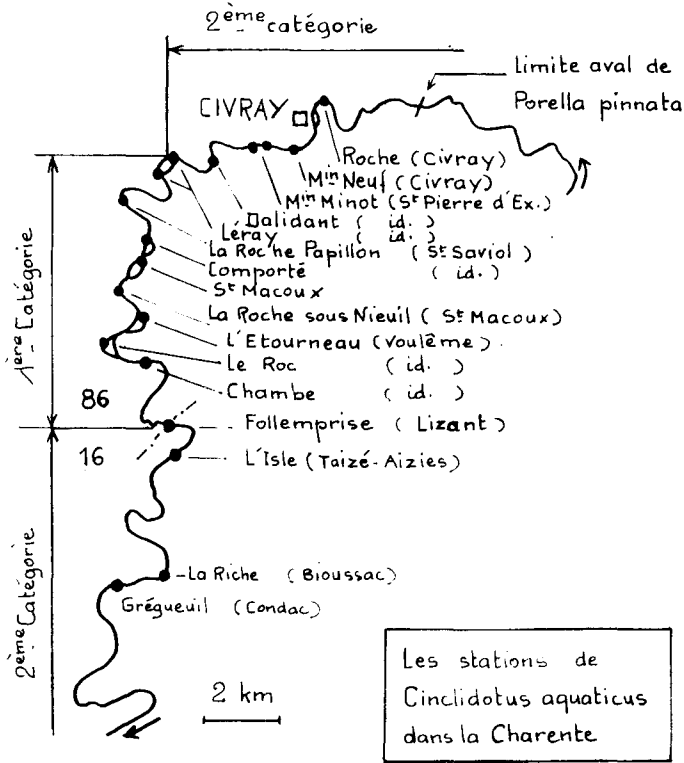 2ème catégorie
Limite aval de
Porella pinnata
CIVRAY
Roche (Civray)
Min Neuf (Civray)
Min Minot (St Pierre d'Ex.)
Dalidant ( id. )
Léray ( id. )
La Roche Papillon ( St Saviol )
Comporté ( id. )
St Macoux
La Roche sous Nieuil ( St Macoux)
L'Etourneau (Voulême)
Le Roc ( id. )
Chambe ( id. )
1ère Catégorie
86
Follemprise ( Lizant )
16
L'Isle (Taizé-Aizies)
2ème Catégorie
La Riche (Bioussac)
Grégueuil (Condac)
2 km
Les stations de
Cinclidotus aquaticus
dans la Charente